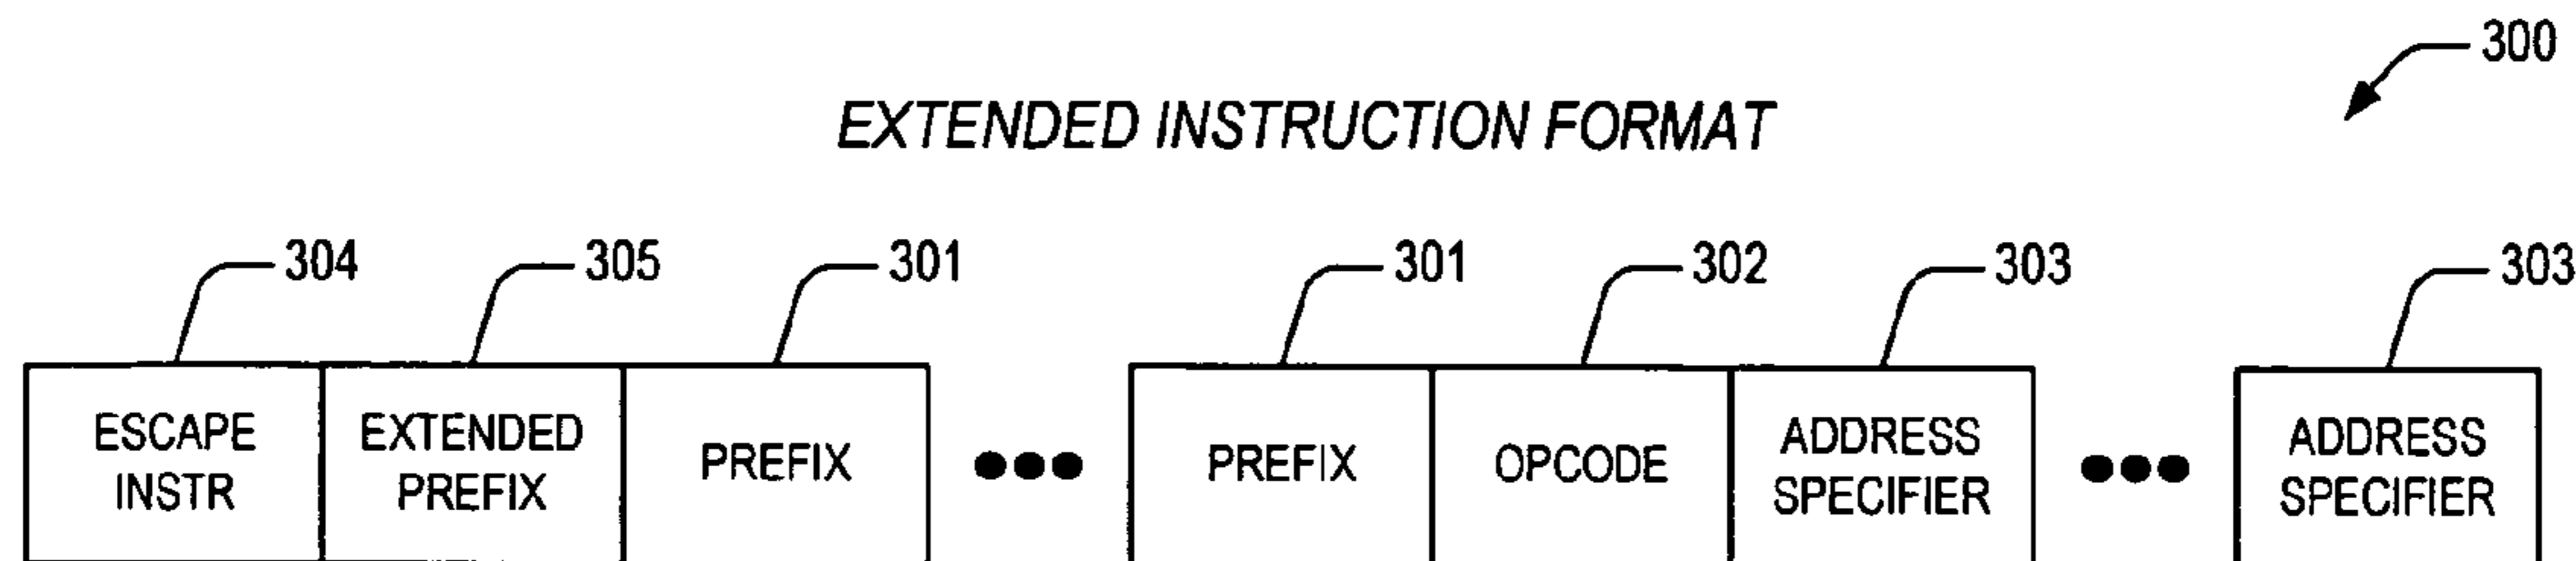 300
EXTENDED INSTRUCTION FORMAT
304 305 301 301 302 303 303
ESCAPE INSTR
EXTENDED PREFIX
PREFIX
PREFIX
OPCODE
ADDRESS SPECIFIER
ADDRESS SPECIFIER